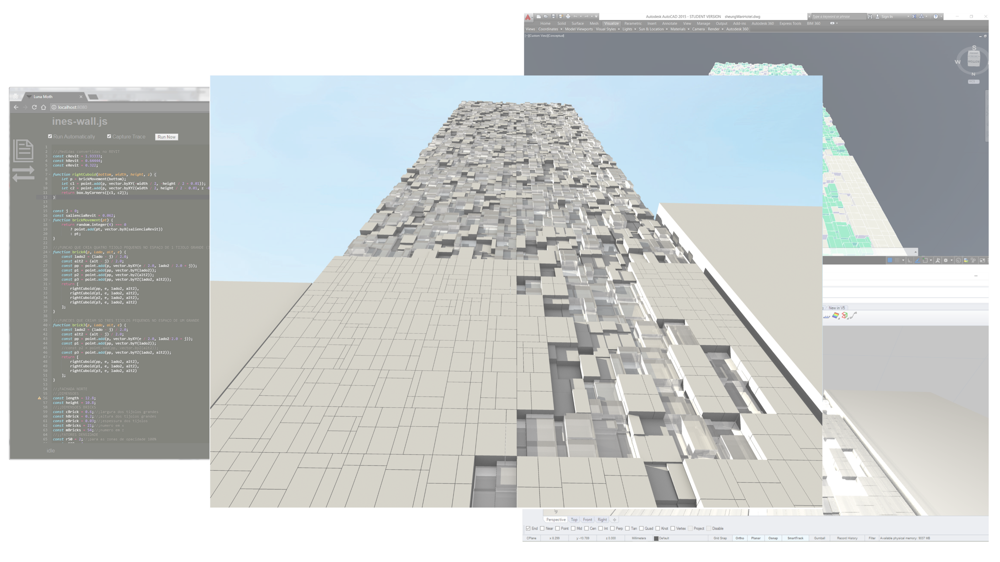 Luna Moth
localhost:8080
ines-wall.js
Run Automatically
Capture Trace
Run Now
1
2 //;Medidas convertidas no REVIT
3 const cRevit = 1.93333;
4 const hRevit = 0.64444;
5 const eRevit = 0.322;
6
7 function rightCuboid(bottom, width, height, z) {
8 let p = brickMovement(bottom);
9 let c1 = point.add(p, vector.byXY(-width / 2, -height / 2 + 0.01));
10 let c2 = point.add(p, vector.byXYZ(width / 2, height / 2 - 0.01, z -0
11 return box.byCorners([c1, c2]);
12 }
13
14
15 const j = 0;
16 const salienciaRevit = 0.062;
17 function brickMovement(pt) {
18 return random.integer(4) === 0
19 ? point.add(pt, vector.byX(salienciaRevit))
20 : pt;
21 }
22
23 //;FUNCAO QUE CRIA QUATRO TIJOLO PEQUENOS NO ESPAÇO DE 1 TIJOLO GRANDE (3
24 function brick4(p, lado, alt, e) {
25 const lado2 = (lado - j) / 2.0;
26 const alt2 = (alt - j) / 2.0;
27 const pp = point.add(p, vector.byXY(e / 2.0, lado2 / 2.0 + j));
28 const p1 = point.add(pp, vector.byY(lado2));
29 const p2 = point.add(pp, vector.byZ(alt2));
30 const p3 = point.add(pp, vector.byYZ(lado2, alt2));
31 return [
32 rightCuboid(pp, e, lado2, alt2),
33 rightCuboid(p1, e, lado2, alt2),
34 rightCuboid(p2, e, lado2, alt2),
35 rightCuboid(p3, e, lado2, alt2)
36 ];
37 }
38
39 //;FUNCOES QUE CRIAM SO TRES TIJOLOS PEQUENOS NO ESPAÇO DE UM GRANDE
40 function brick3(p, lado, alt, e) {
41 const lado2 = (lado - j) / 2.0;
42 const alt2 = (alt - j) / 2.0;
43 const pp = point.add(p, vector.byXY(e / 2.0, lado2/2.0 + j));
44 const p1 = point.add(pp, vector.byY(lado2));
45 //const p2 = point.add(pp, vector.byZ(alt2));
46 const p3 = point.add(pp, vector.byYZ(lado2, alt2));
47 return [
48 rightCuboid(pp, e, lado2, alt2),
49 rightCuboid(p1, e, lado2, alt2),
50 rightCuboid(p3, e, lado2, alt2)
51 ];
52 }
53
54 //;FACHADA NORTE
55 //;DIMENSOES
56 const length = 12.8;
57 const height = 10.8;
58 //;;DIMENSOES BRICKS
59 const cBrick = 0.6;//;largura dos tijolos grandes
60 const hBrick = 0.2;//;altura dos tijolos grandes
61 const eBrick = 0.03;//;espessura dos tijolos
62 const nBricks = 21;//;numero em x
63 const mBricks = 54;//;numero em z
64 //;;FATORES DENSIDADE
65 const r50 = 2;//;para as zonas de opacidade 100%
idle
Autodesk AutoCAD 2015 - STUDENT VERSION sheungWanHotel.dwg
Type a keyword or phrase
Sign In
Home Solid Surface Mesh Visualize Parametric Insert Annotate View Manage Output Add-ins Autodesk 360 Express Tools BIM 360
Views Coordinates Model Viewports Visual Styles Lights Sun & Location Materials Camera Render Autodesk 360
[−][Custom View][Conceptual]
S
FRONT
W
BOTTOM
N
WCS
New in V5
Perspective Top Front Right
End Near Point Mid Cen Int Perp Tan Quad Knot Vertex Project Disable
CPlane x 8.299 y -10.789 z 0.000 Millimeters Default Grid Snap Ortho Planar Osnap SmartTrack Gumball Record History Filter Available physical memory: 9037 MB